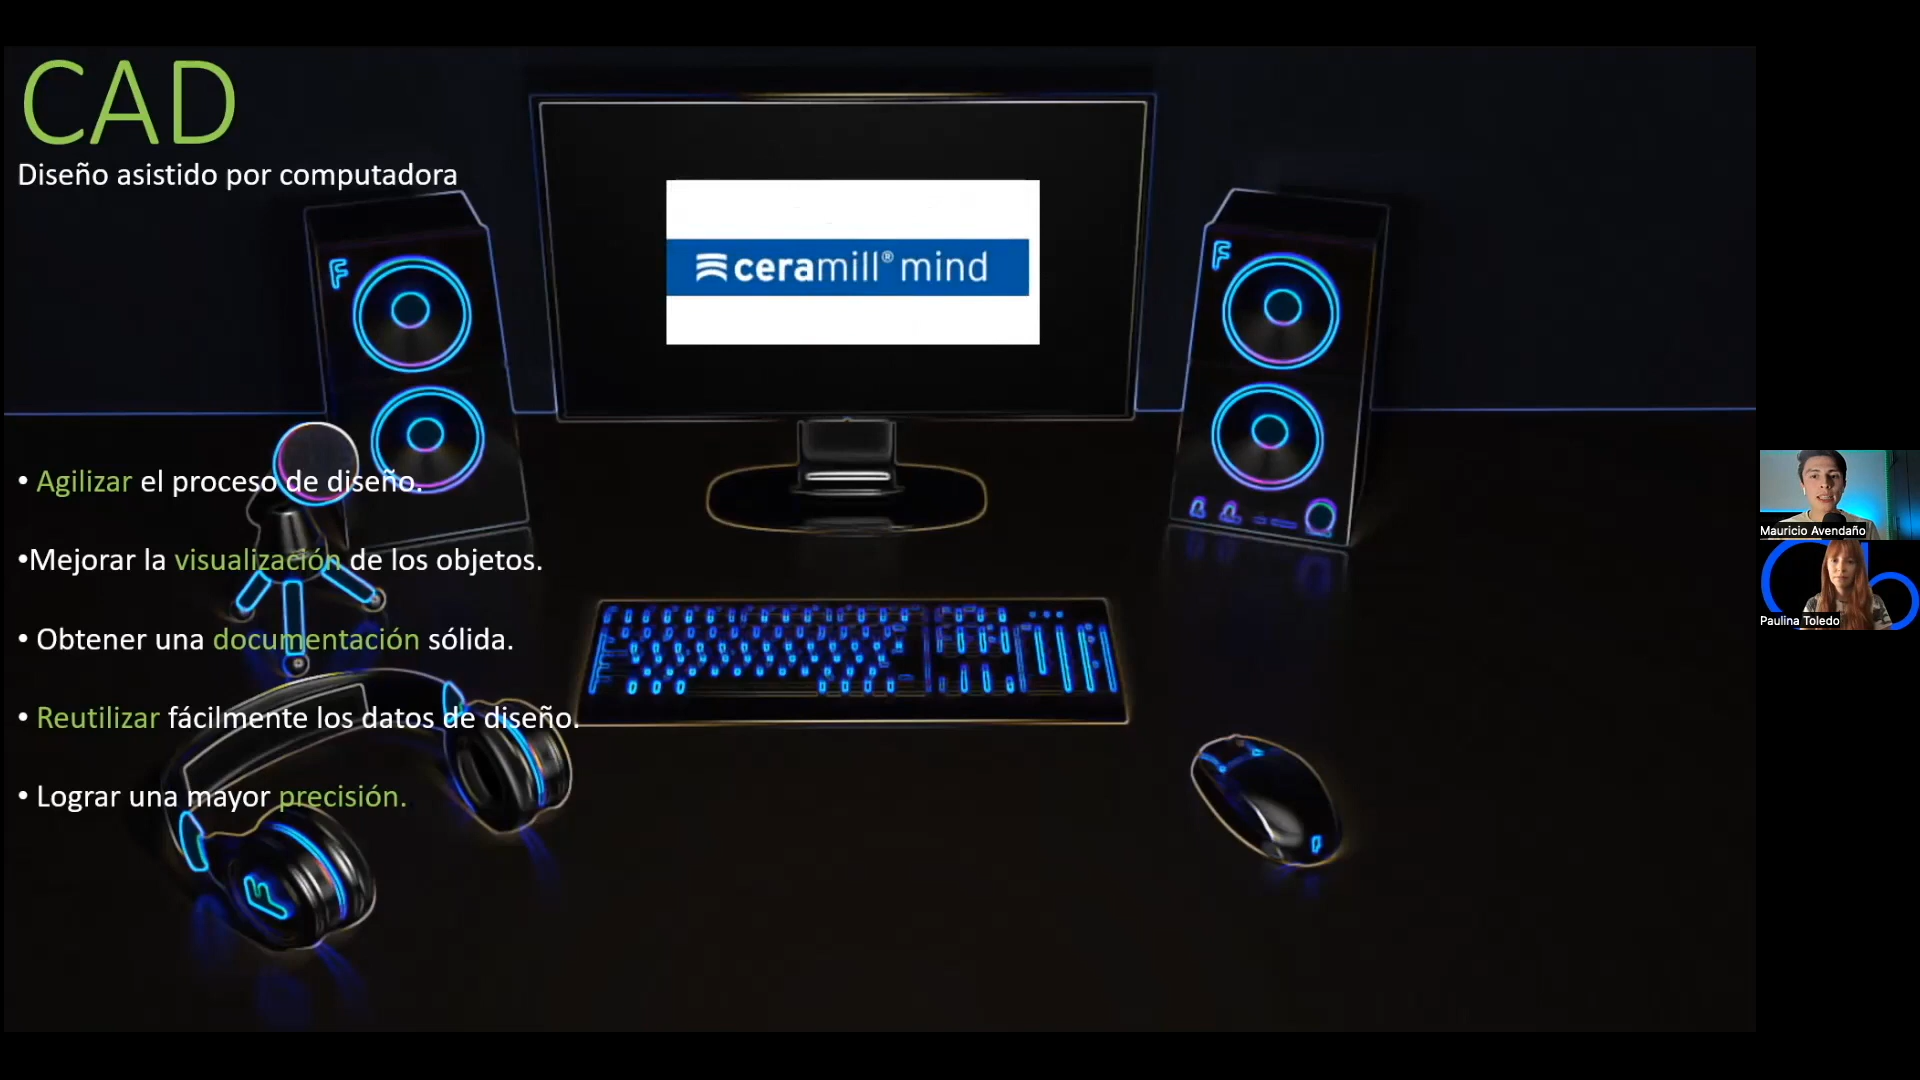 CAD
Diseño asistido por computadora
ceramill® mind
F
F
• Agilizar el proceso de diseño.
•Mejorar la visualización de los objetos.
• Obtener una documentación sólida.
• Reutilizar fácilmente los datos de diseño.
• Lograr una mayor precisión.
F
Mauricio Avendaño
Paulina Toledo